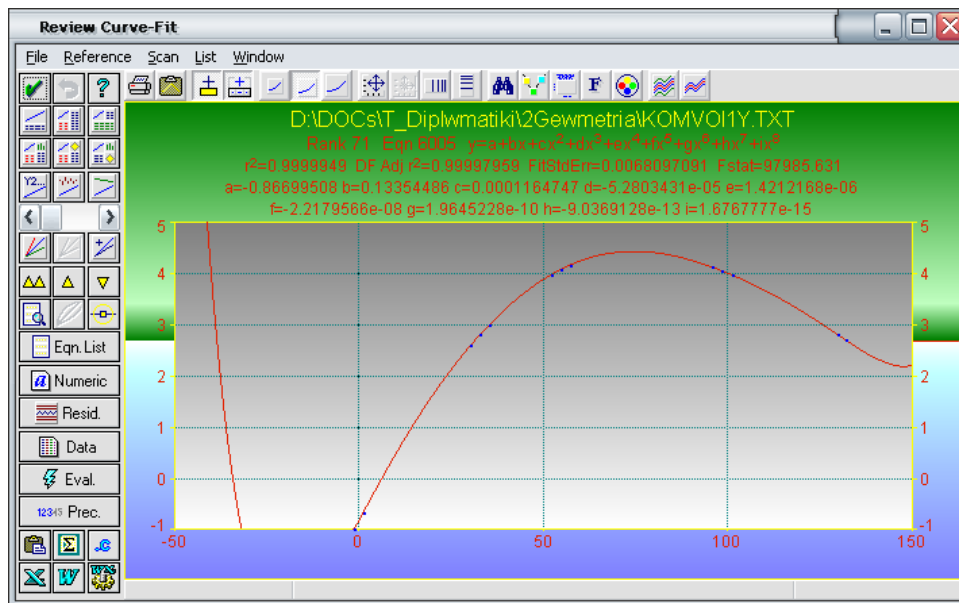 Review Curve-Fit
File Reference Scan List Window
D:\DOCs\T_Diplwmatiki\2Gewmetria\KOMVOI1Y.TXT
Rank 71 Eqn 6005 y=a+bx+cx²+dx³+ex⁴+fx⁵+gx⁶+hx⁷+ix⁸
r²=0.9999949 DF Adj r²=0.99997959 FitStdErr=0.0068097091 Fstat=97985.631
a=-0.86699508 b=0.13354486 c=0.0001164747 d=-5.2803431e-05 e=1.4212168e-06
f=-2.2179566e-08 g=1.9645228e-10 h=-9.0369128e-13 i=1.6767777e-15
Y2...
F
5 5
4 4
3 3
2 2
1 1
0 0
-1 -1
-50 0 50 100 150
Eqn. List
Numeric
Resid.
Data
Eval.
12345 Prec.